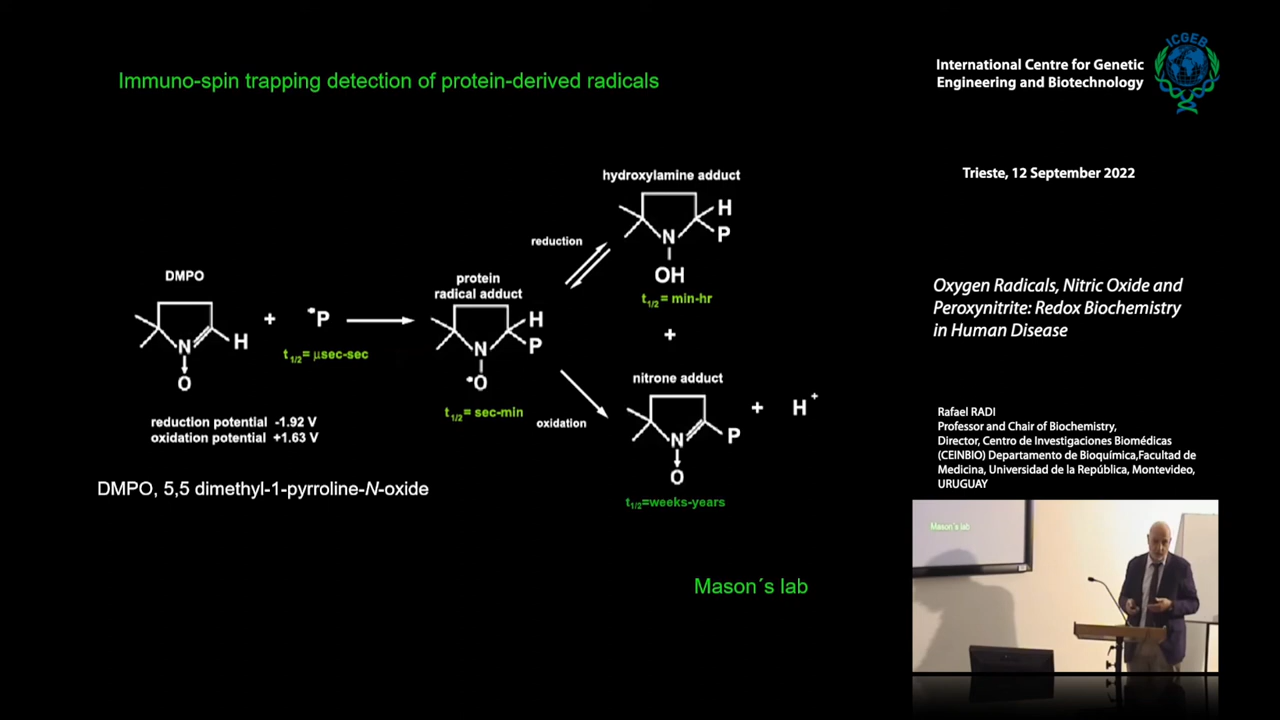 Immuno-spin trapping detection of protein-derived radicals
hydroxylamine adduct
H
N
P
OH
reduction
t1/2= min-hr
DMPO
+
•P
N
H
O
t1/2= μsec-sec
protein
radical adduct
H
N
P
•O
t1/2= sec-min
+
nitrone adduct
oxidation
N
P
O
+ H+
t1/2=weeks-years
reduction potential -1.92 V
oxidation potential +1.63 V
DMPO, 5,5 dimethyl-1-pyrroline-N-oxide
Mason´s lab
International Centre for Genetic
Engineering and Biotechnology
ICGEB
Trieste, 12 September 2022
Oxygen Radicals, Nitric Oxide and
Peroxynitrite: Redox Biochemistry
in Human Disease
Rafael RADI
Professor and Chair of Biochemistry,
Director, Centro de Investigaciones Biomédicas
(CEINBIO) Departamento de Bioquímica,Facultad de
Medicina, Universidad de la República, Montevideo,
URUGUAY
Mason´s lab